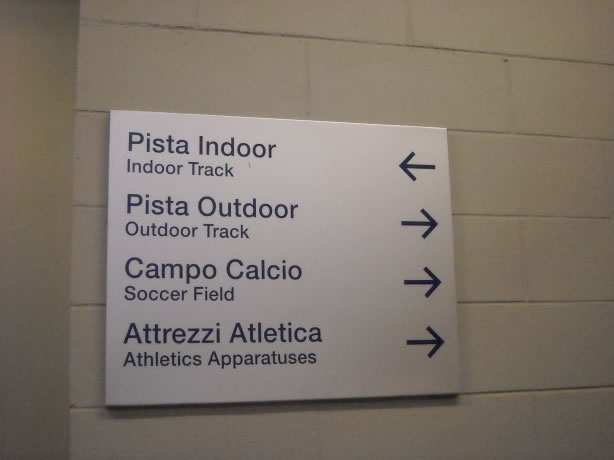 Pista Indoor
Indoor Track
Pista Outdoor
Outdoor Track
Campo Calcio
Soccer Field
Attrezzi Atletica
Athletics Apparatuses